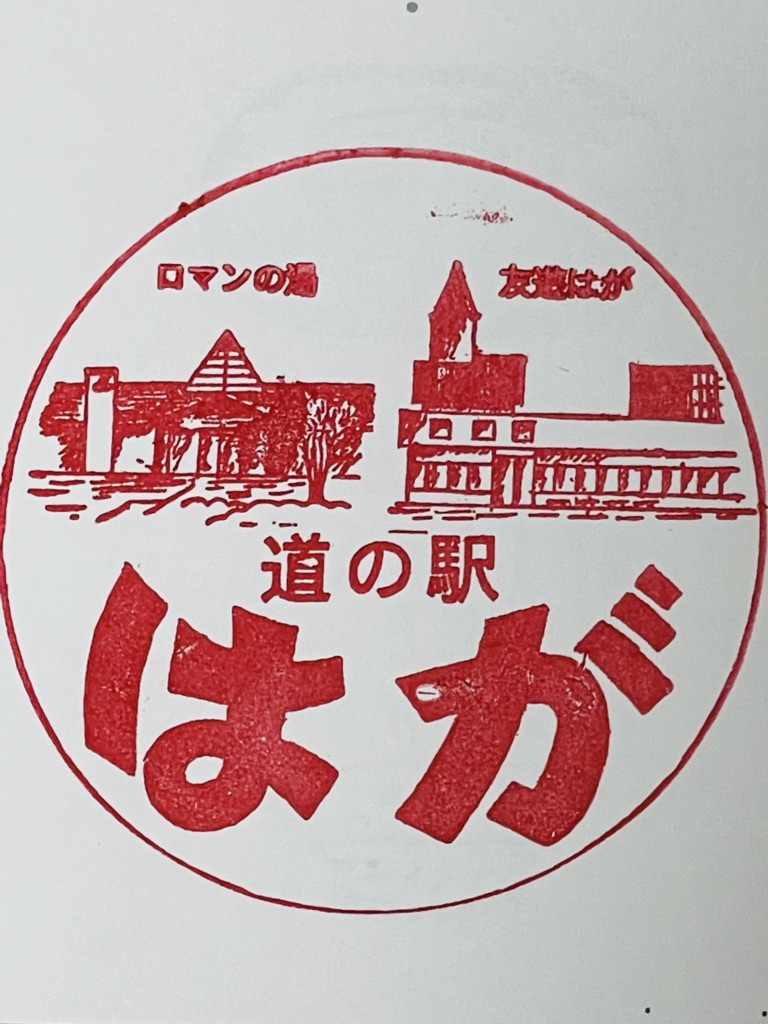 ロマンの湯
友遊はが
道の駅
はが